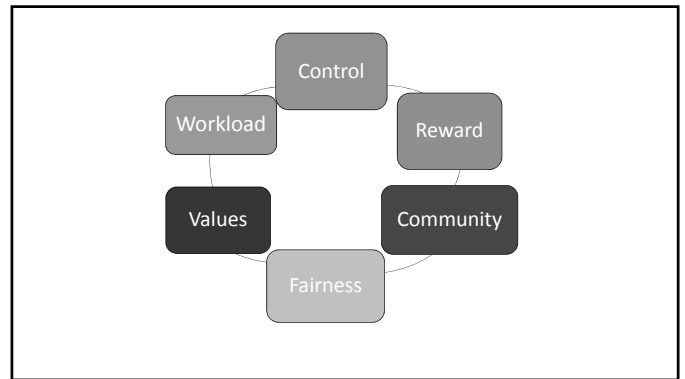 Control
Workload
Reward
Values
Community
Fairness